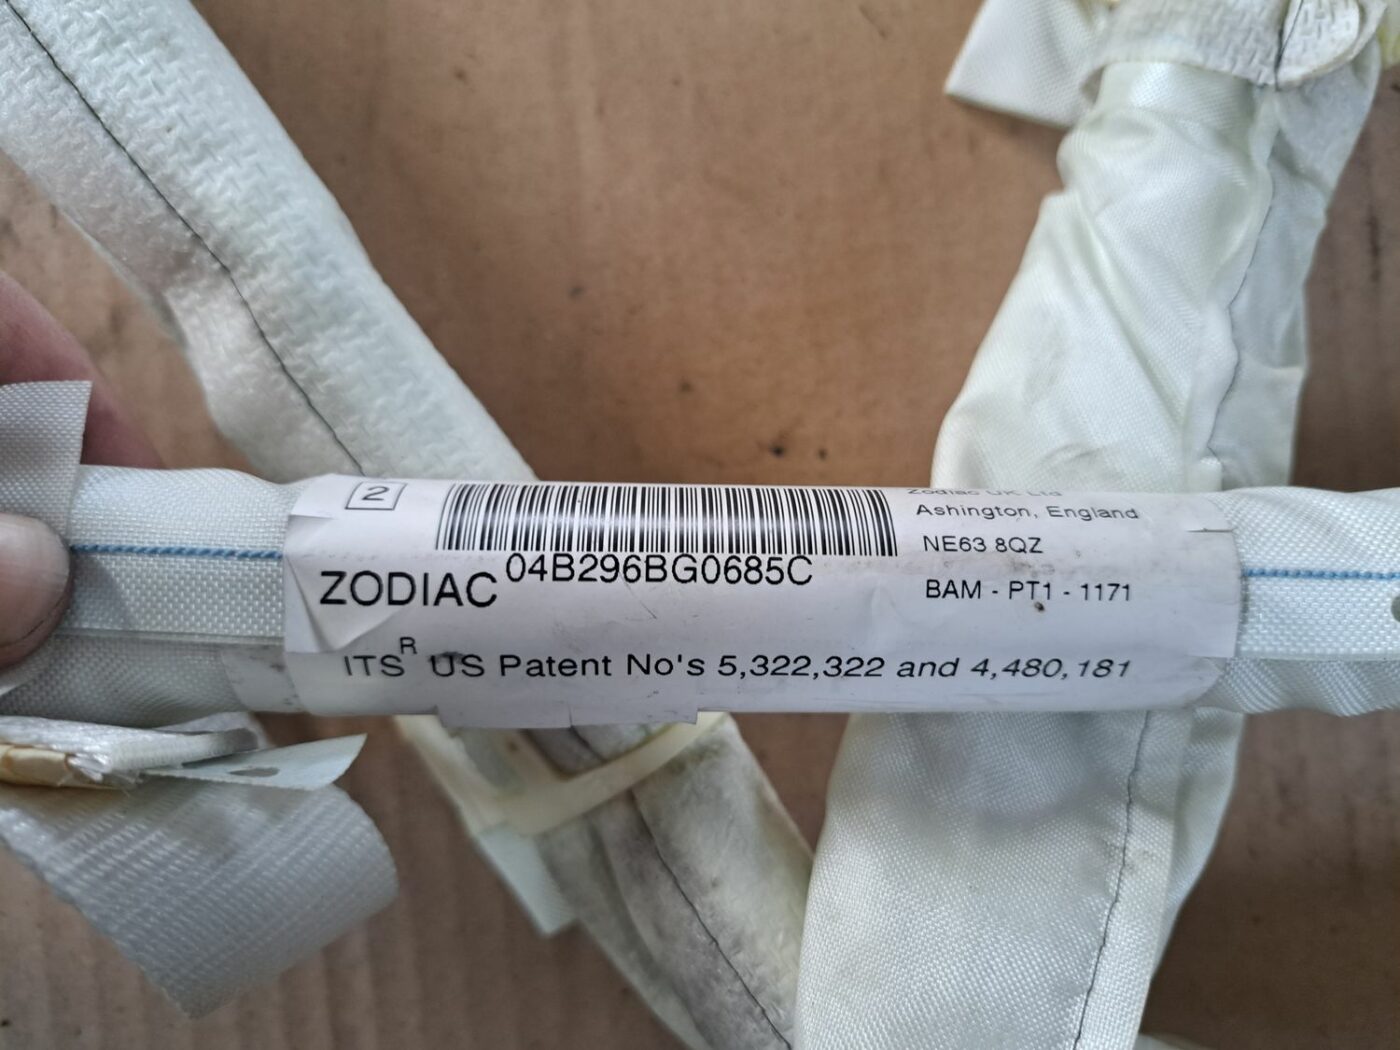 2
04B296BG0685C
ZODIAC
ITS R US Patent No's 5,322,322 and 4,480,181
Zodiac UK Ltd
Ashington, England
NE63 8QZ
BAM - PT1 - 1171